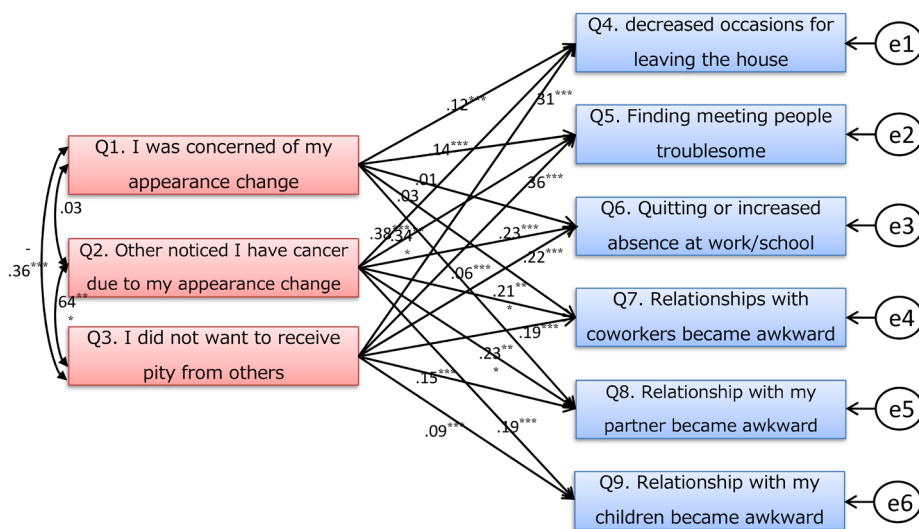 Q4. decreased occasions for
leaving the house
e1
.12***
31***
Q1. I was concerned of my
appearance change
.14***
Q5. Finding meeting people
troublesome
e2
.01
.03
.36***
.03
Q6. Quitting or increased
absence at work/school
e3
.38***
.34**
*
.23***
.22***
-
.36***
Q2. Other noticed I have cancer
due to my appearance change
.06***
.21**
*
Q7. Relationships with
coworkers became awkward
e4
64**
*
Q3. I did not want to receive
pity from others
.19***
.23**
*
.15***
Q8. Relationship with my
partner became awkward
e5
.09***
.19***
Q9. Relationship with my
children became awkward
e6